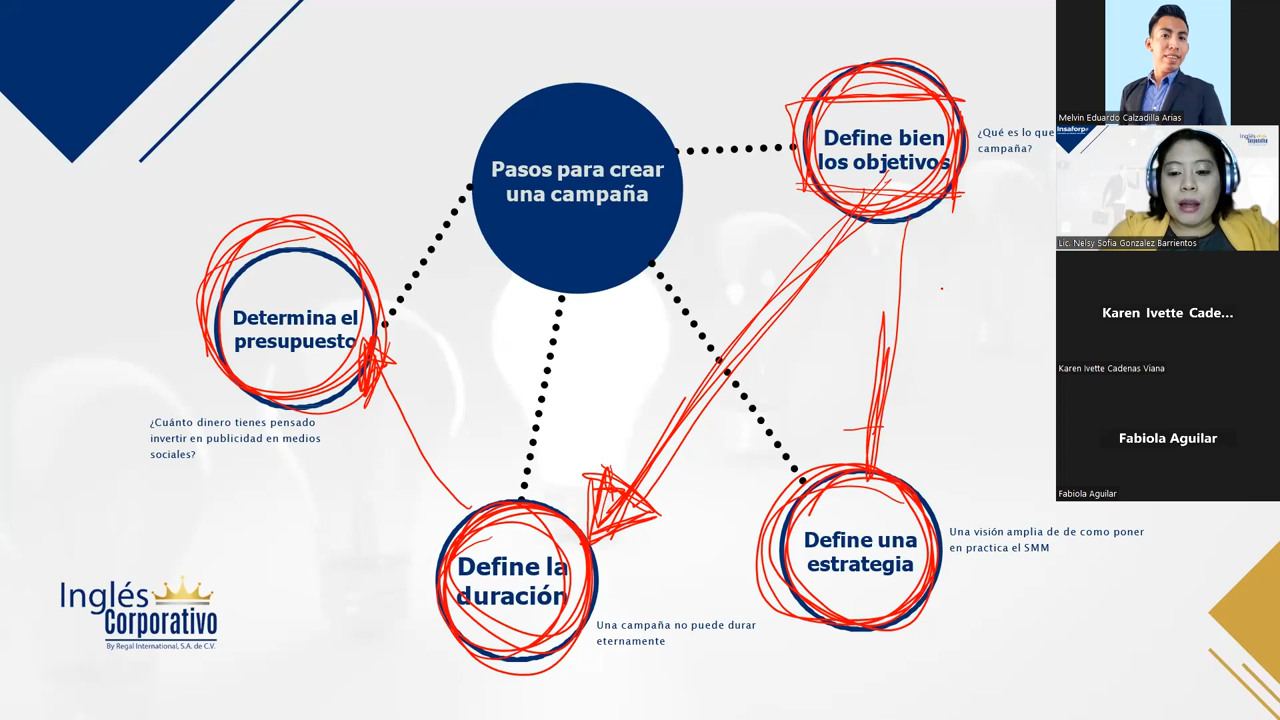 Pasos para crear
una campaña
Define bien
los objetivos
¿Qué es lo que
campaña?
Determina el
presupuesto
¿Cuánto dinero tienes pensado
invertir en publicidad en medios
sociales?
Define la
duración
Una campaña no puede durar
eternamente
Define una
estrategia
Una visión amplia de de como poner
en practica el SMM
Inglés
Corporativo
By Regal International, S.A. de C.V.
Melvin Eduardo Calzadilla Arias
Insaforp
Inglés
Corporativo
Lic. Nelsy Sofia Gonzalez Barrientos
Karen Ivette Cade...
Karen Ivette Cadenas Viana
Fabiola Aguilar
Fabiola Aguilar